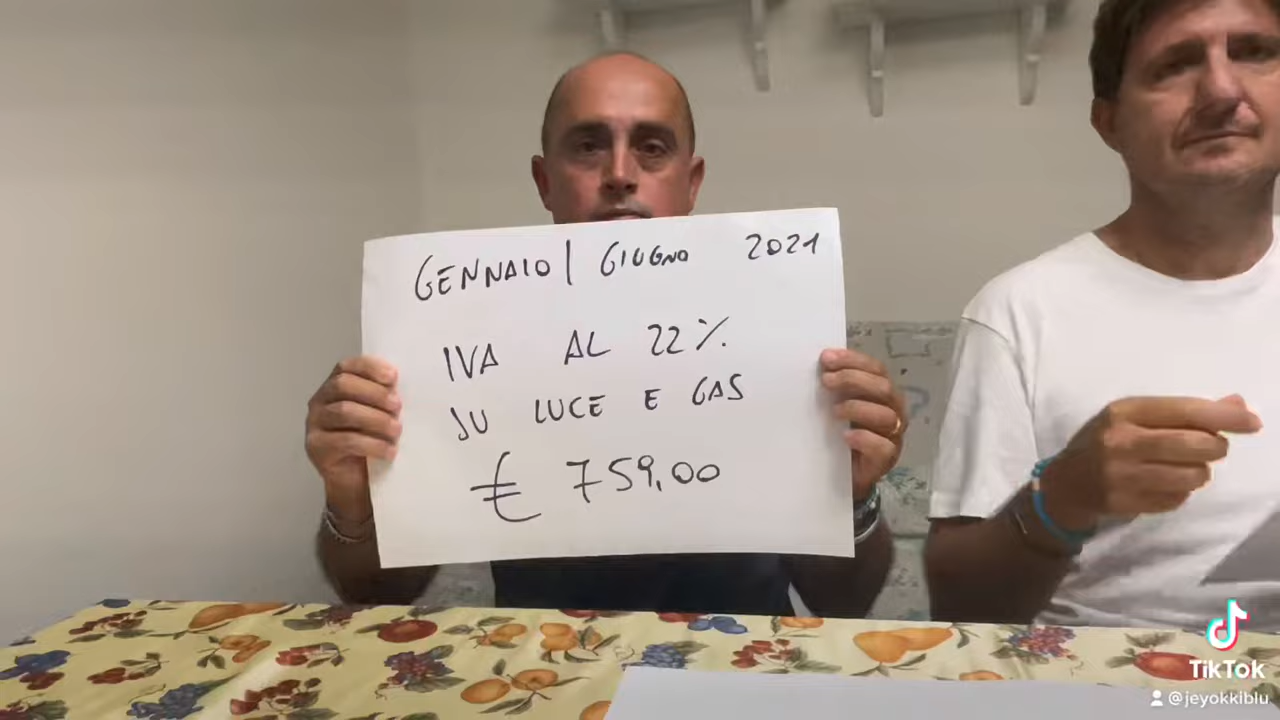 GENNAIO | GIUGNO 2021
IVA AL 22%
SU LUCE E GAS
€ 759,00
TikTok
@jeyokkiblu